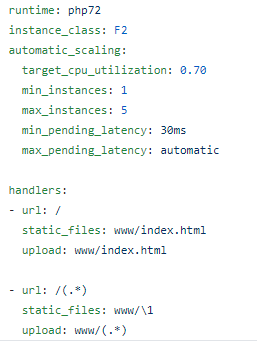 runtime: php72
instance_class: F2
automatic_scaling:
  target_cpu_utilization: 0.70
  min_instances: 1
  max_instances: 5
  min_pending_latency: 30ms
  max_pending_latency: automatic

handlers:
- url: /
  static_files: www/index.html
  upload: www/index.html

- url: /(.*)
  static_files: www/\1
  upload: www/(.*)